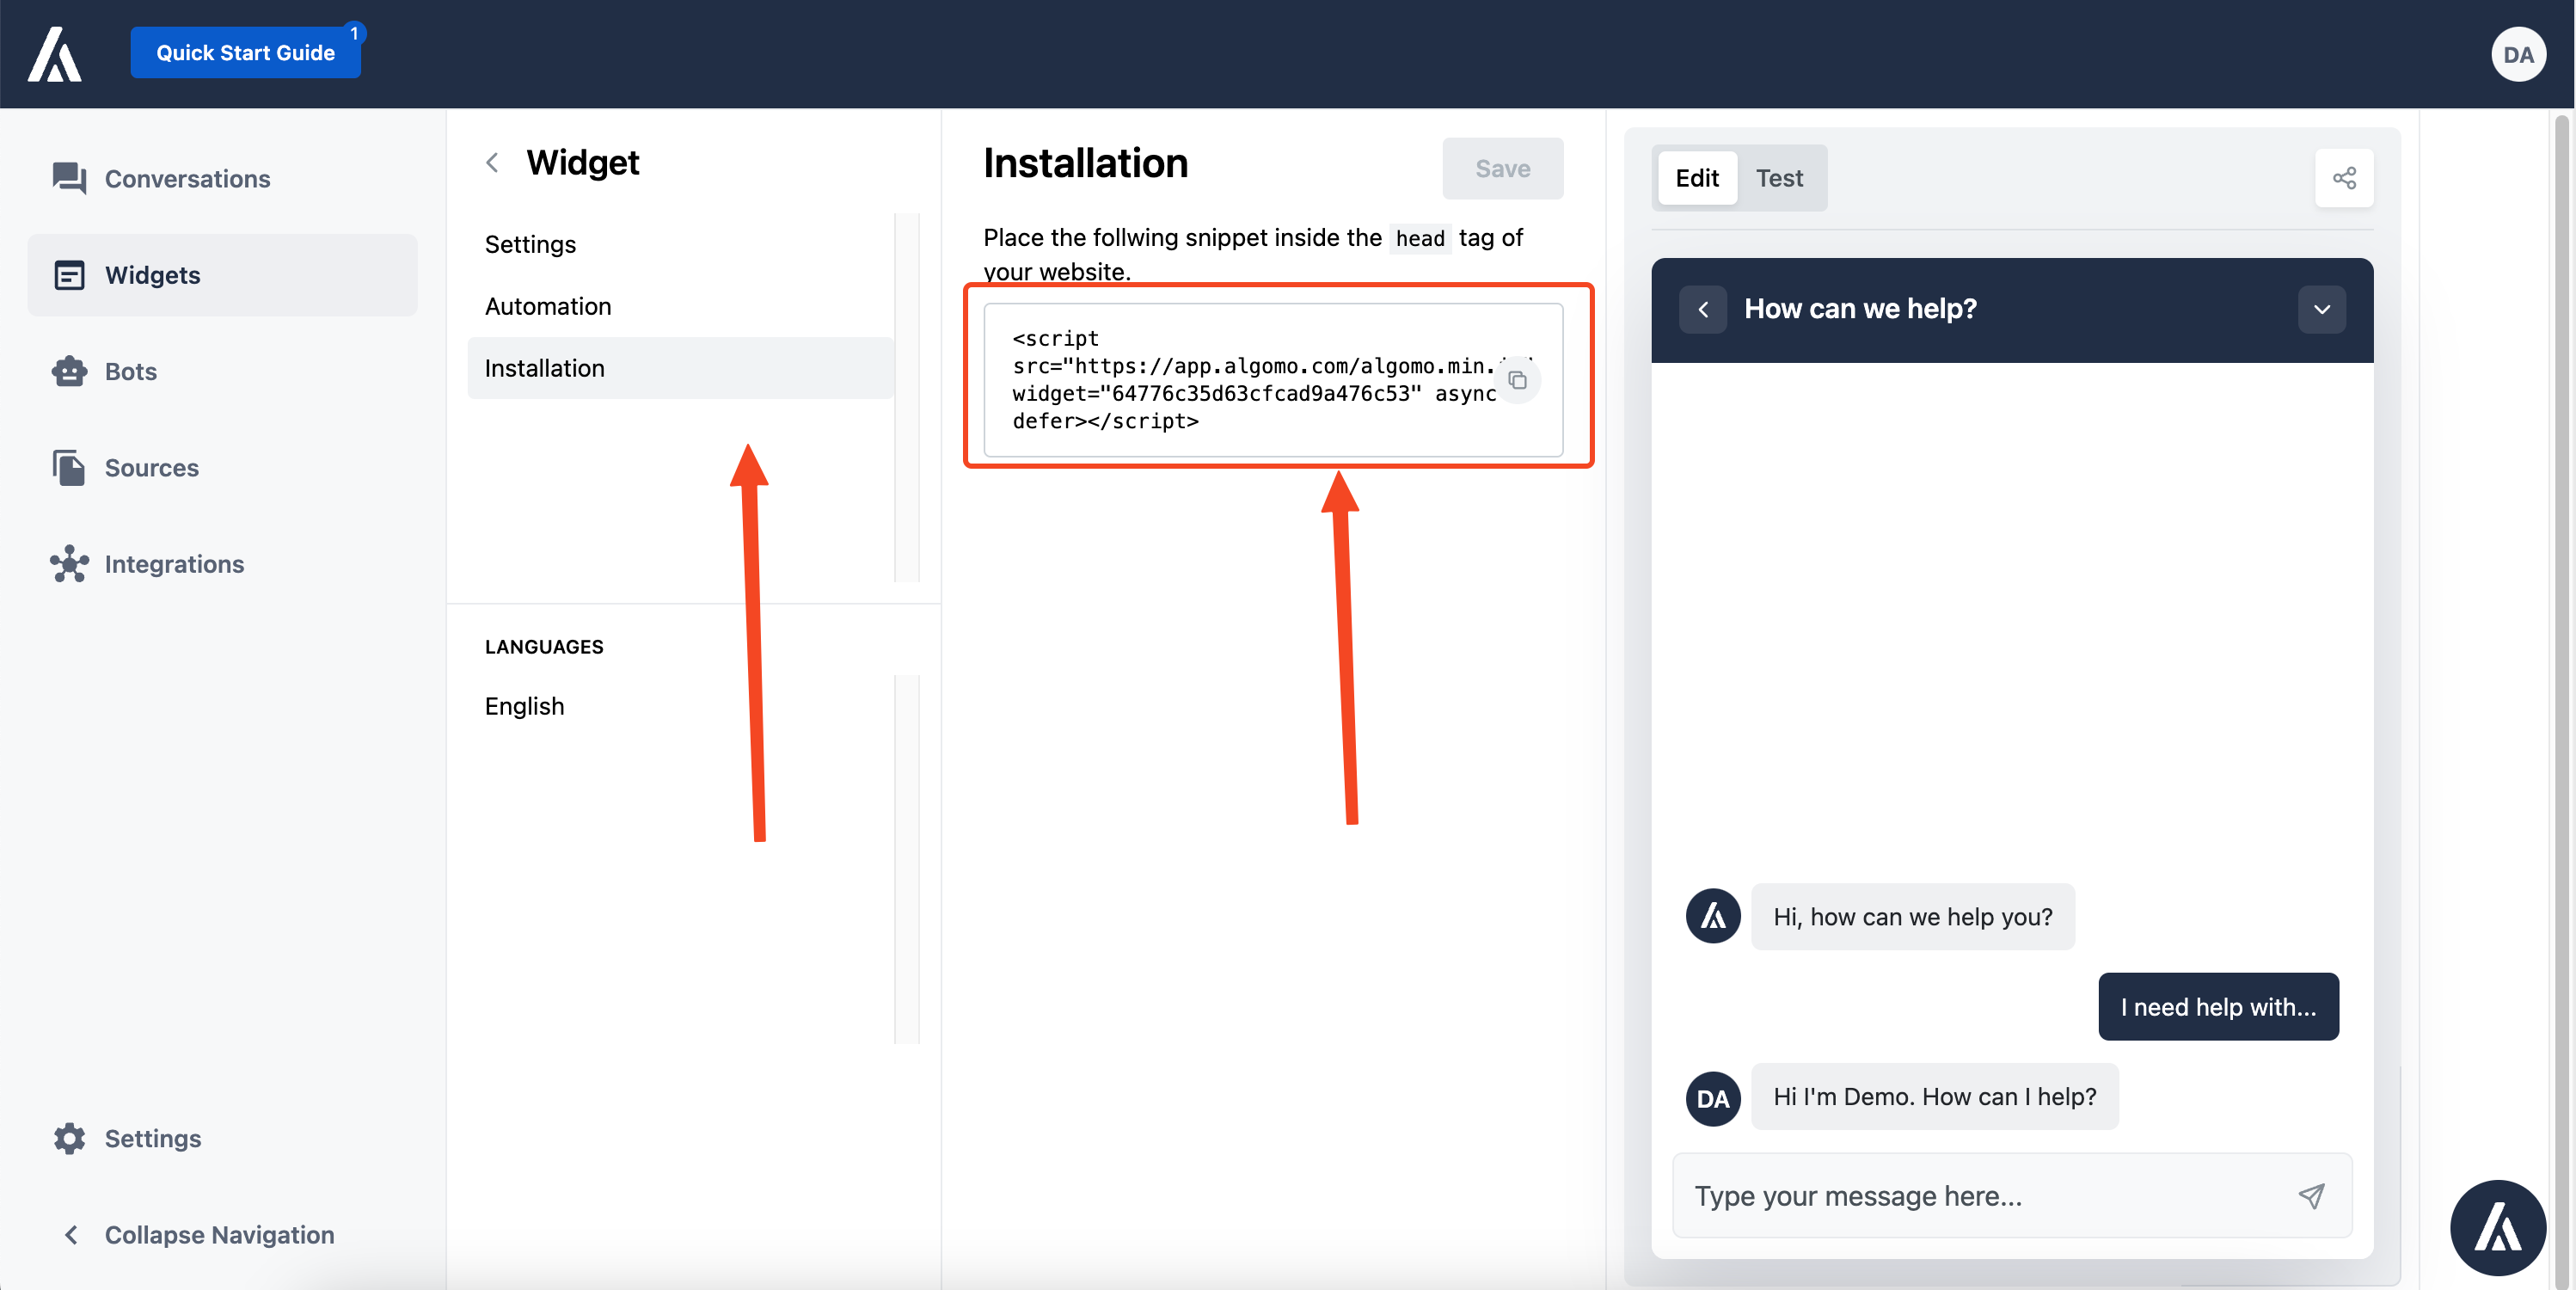 Quick Start Guide
1
DA
Conversations
Widgets
Bots
Sources
Integrations
Settings
Collapse Navigation
Widget
Settings
Automation
Installation
LANGUAGES
English
Installation
Save
Place the follwing snippet inside the head tag of
your website.
<script
src="https://app.algomo.com/algomo.min.
widget="64776c35d63cfcad9a476c53" async
defer></script>
Edit
Test
How can we help?
Hi, how can we help you?
I need help with...
DA
Hi I'm Demo. How can I help?
Type your message here...